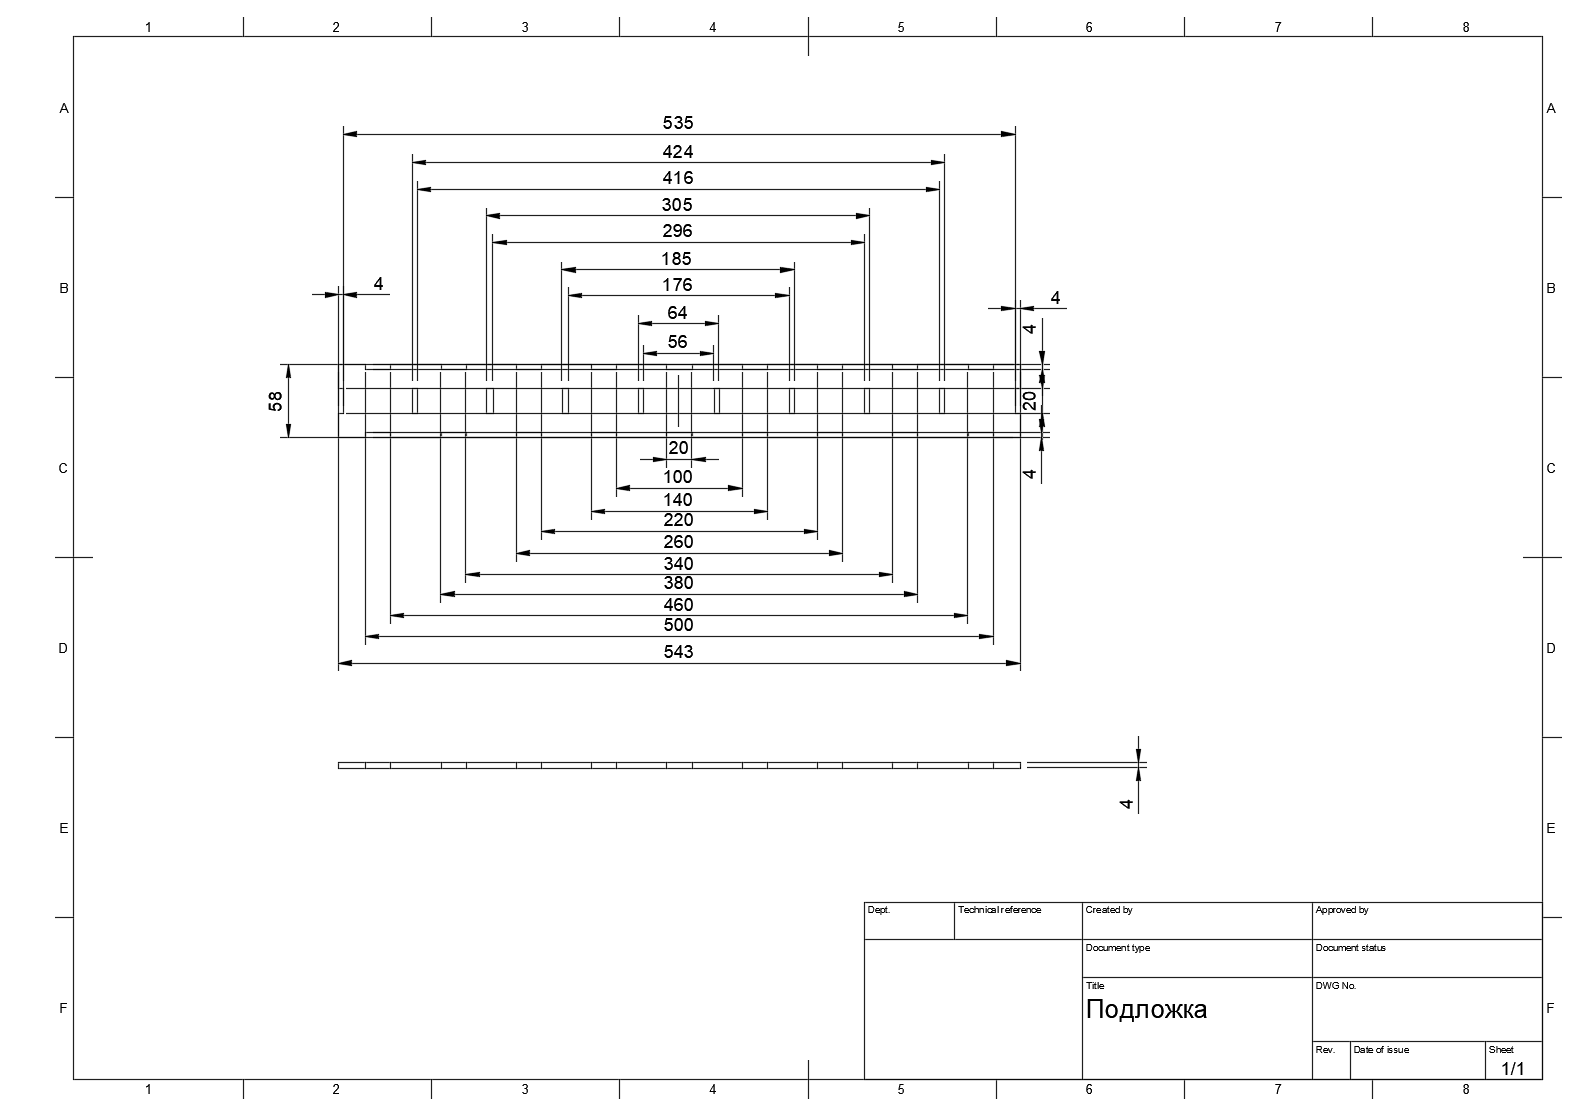 1 2 3 4 5 6 7 8
A A
535
424
416
305
296
185
176
64
56
4
4
4
B B
58
20
20
4
C C
100
140
220
260
340
380
460
500
543
D D
4
E E
Dept. Technical reference Created by Approved by
Document type Document status
Title DWG No.
Подложка
F F
Rev. Date of issue Sheet
1/1
1 2 3 4 5 6 7 8